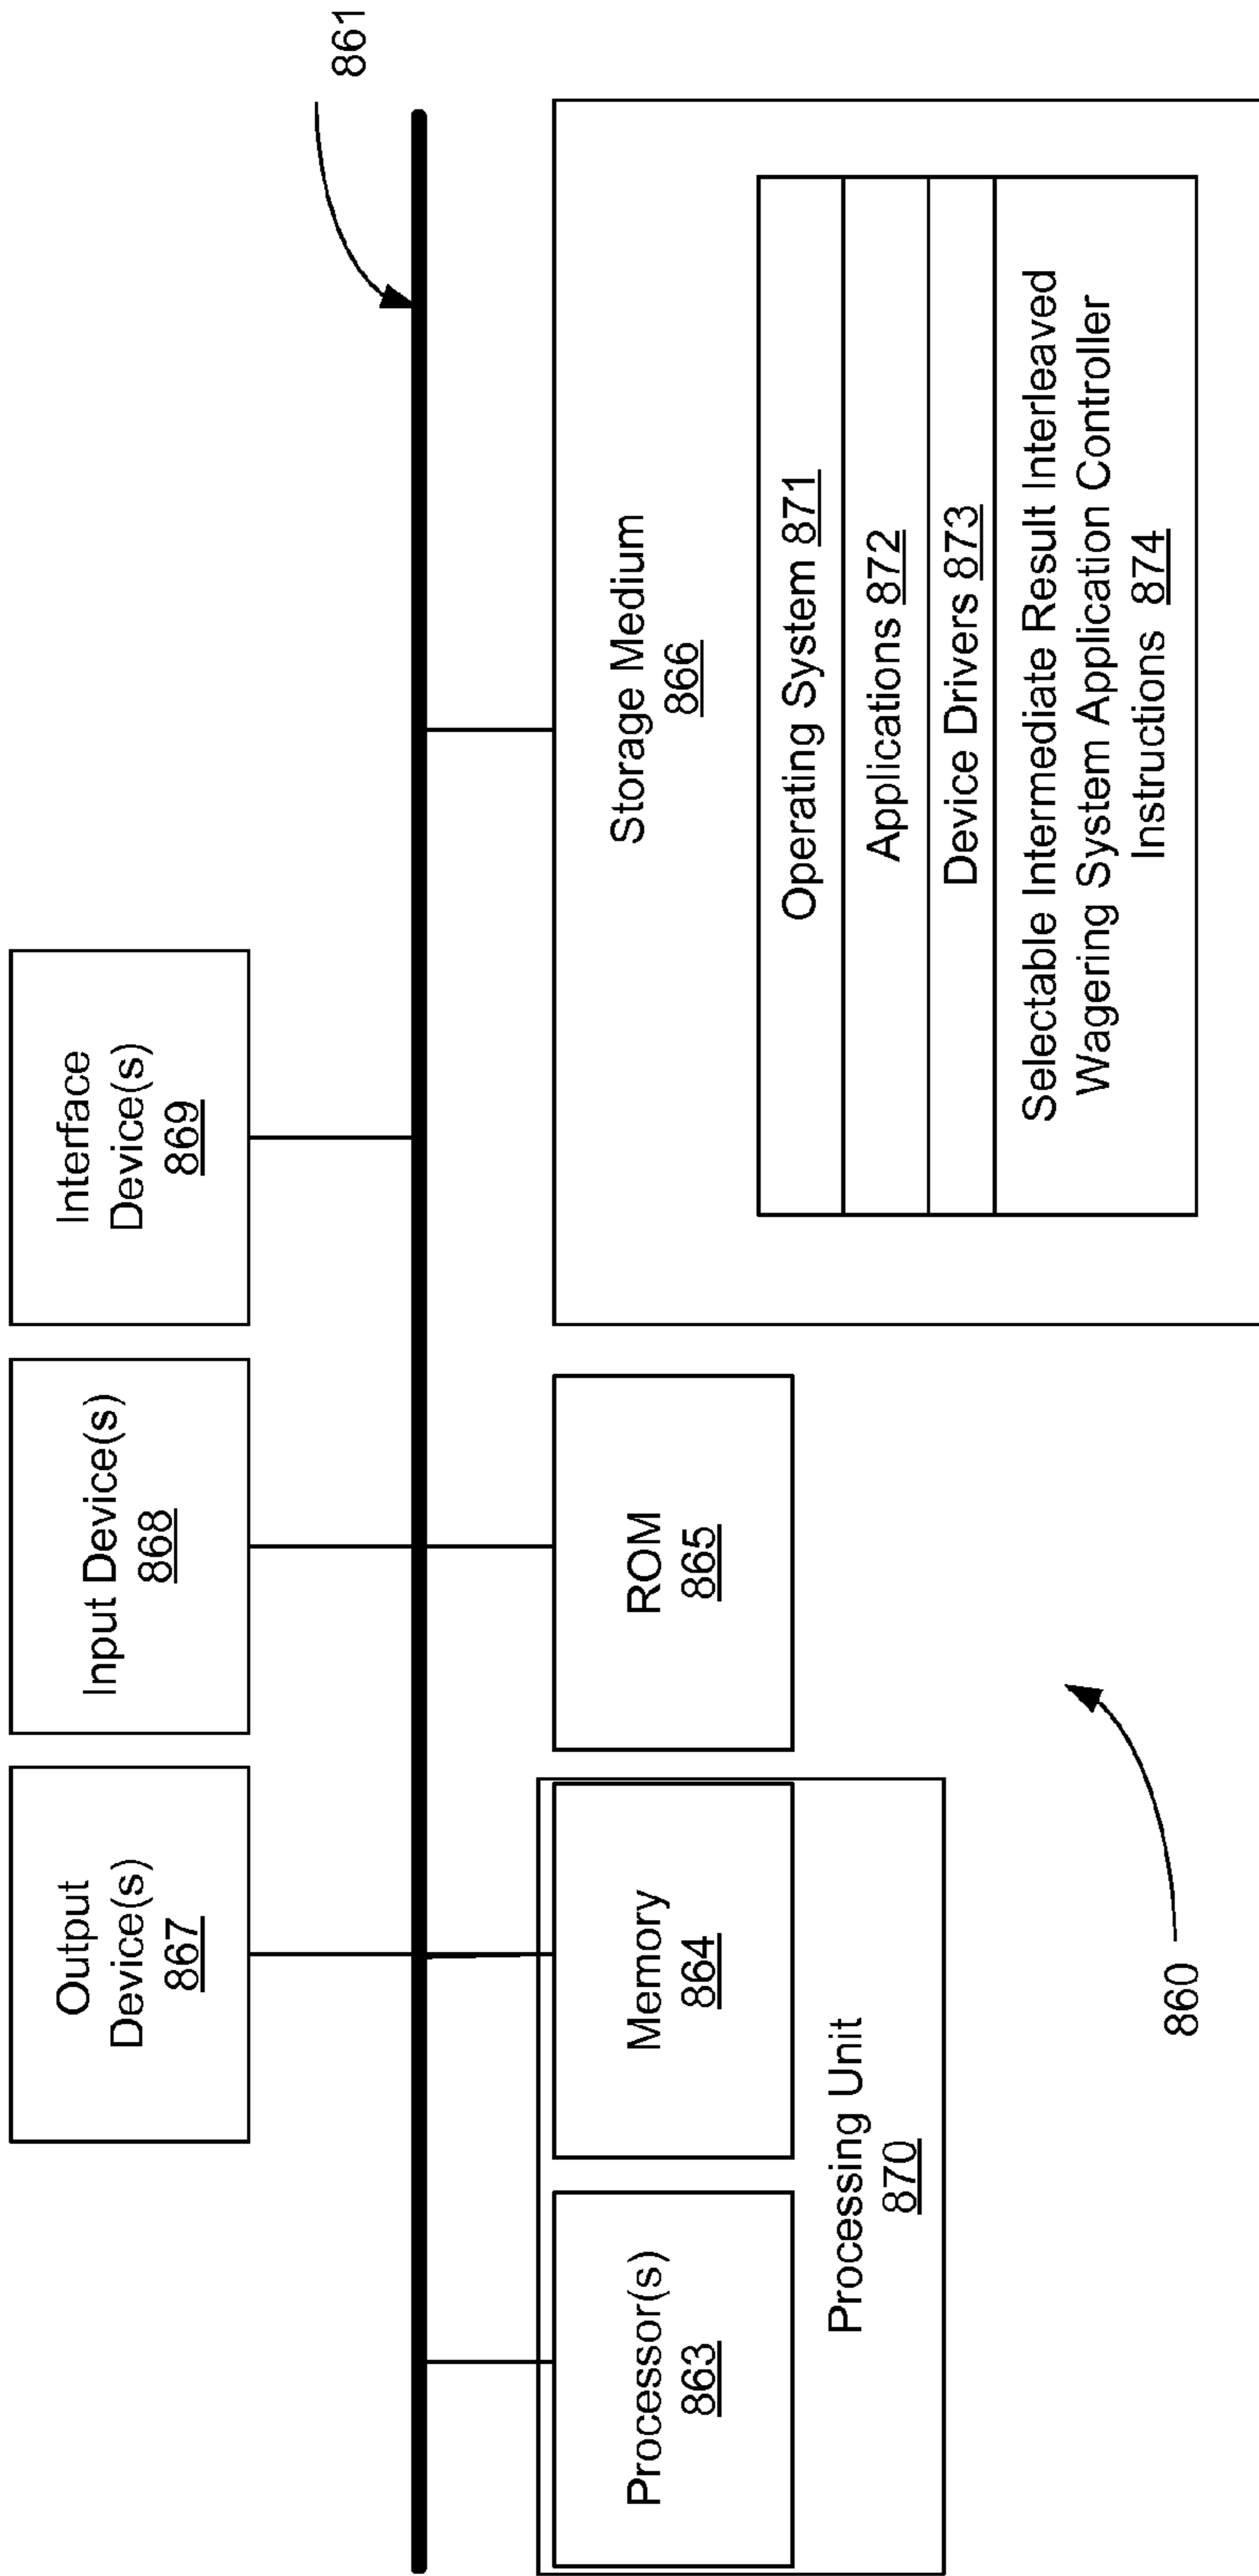 861
Output
Device(s)
867
Input Device(s)
868
Interface
Device(s)
869
Processor(s)
863
Memory
864
Processing Unit
870
ROM
865
Storage Medium
866
Operating System 871
Applications 872
Device Drivers 873
Selectable Intermediate Result Interleaved
Wagering System Application Controller
Instructions 874
860